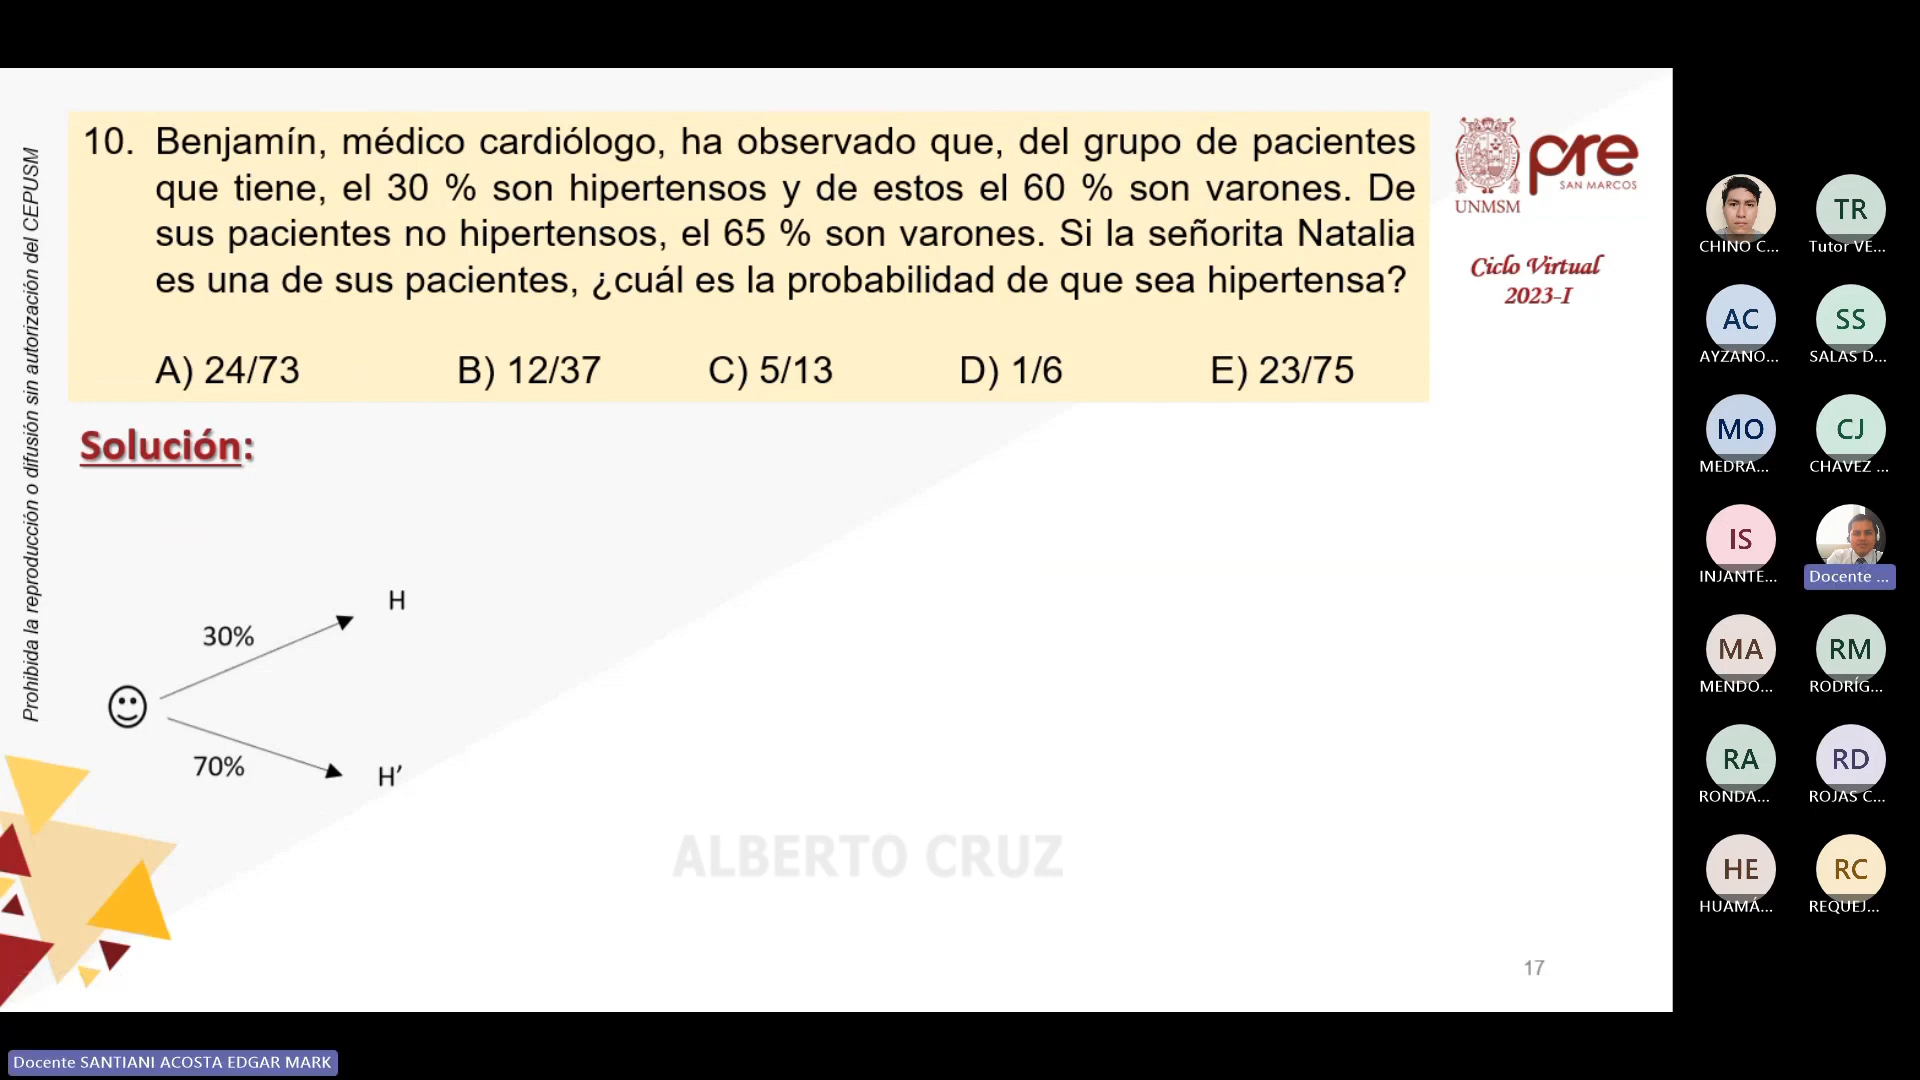 Prohibida la reproducción o difusión sin autorización del CEPUSM
10. Benjamín, médico cardiólogo, ha observado que, del grupo de pacientes
que tiene, el 30 % son hipertensos y de estos el 60 % son varones. De
sus pacientes no hipertensos, el 65 % son varones. Si la señorita Natalia
es una de sus pacientes, ¿cuál es la probabilidad de que sea hipertensa?
A) 24/73 B) 12/37 C) 5/13 D) 1/6 E) 23/75
UNMSM
pre
SAN MARCOS
Ciclo Virtual
2023-I
Solución:
30%
H
70%
H’
ALBERTO CRUZ
17
CHINO C...
TR
Tutor VE...
AC
AYZANO...
SS
SALAS D...
MO
MEDRA...
CJ
CHAVEZ ...
IS
INJANTE...
Docente ...
MA
MENDO...
RM
RODRÍG...
RA
RONDA...
RD
ROJAS C...
HE
HUAMÁ...
RC
REQUEJ...
Docente SANTIANI ACOSTA EDGAR MARK